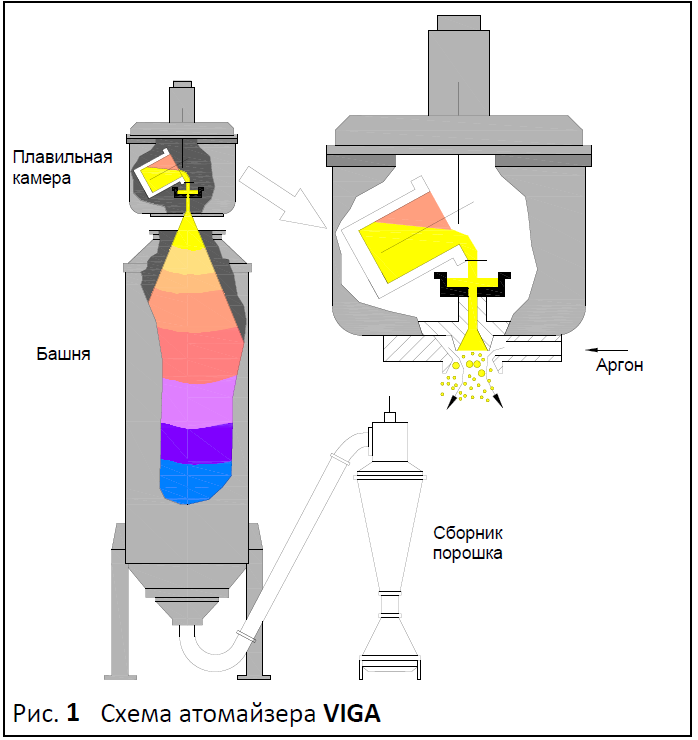 Плавильная
камера
Башня
Аргон
Сборник
порошка
Рис. 1 Схема атомайзера VIGA